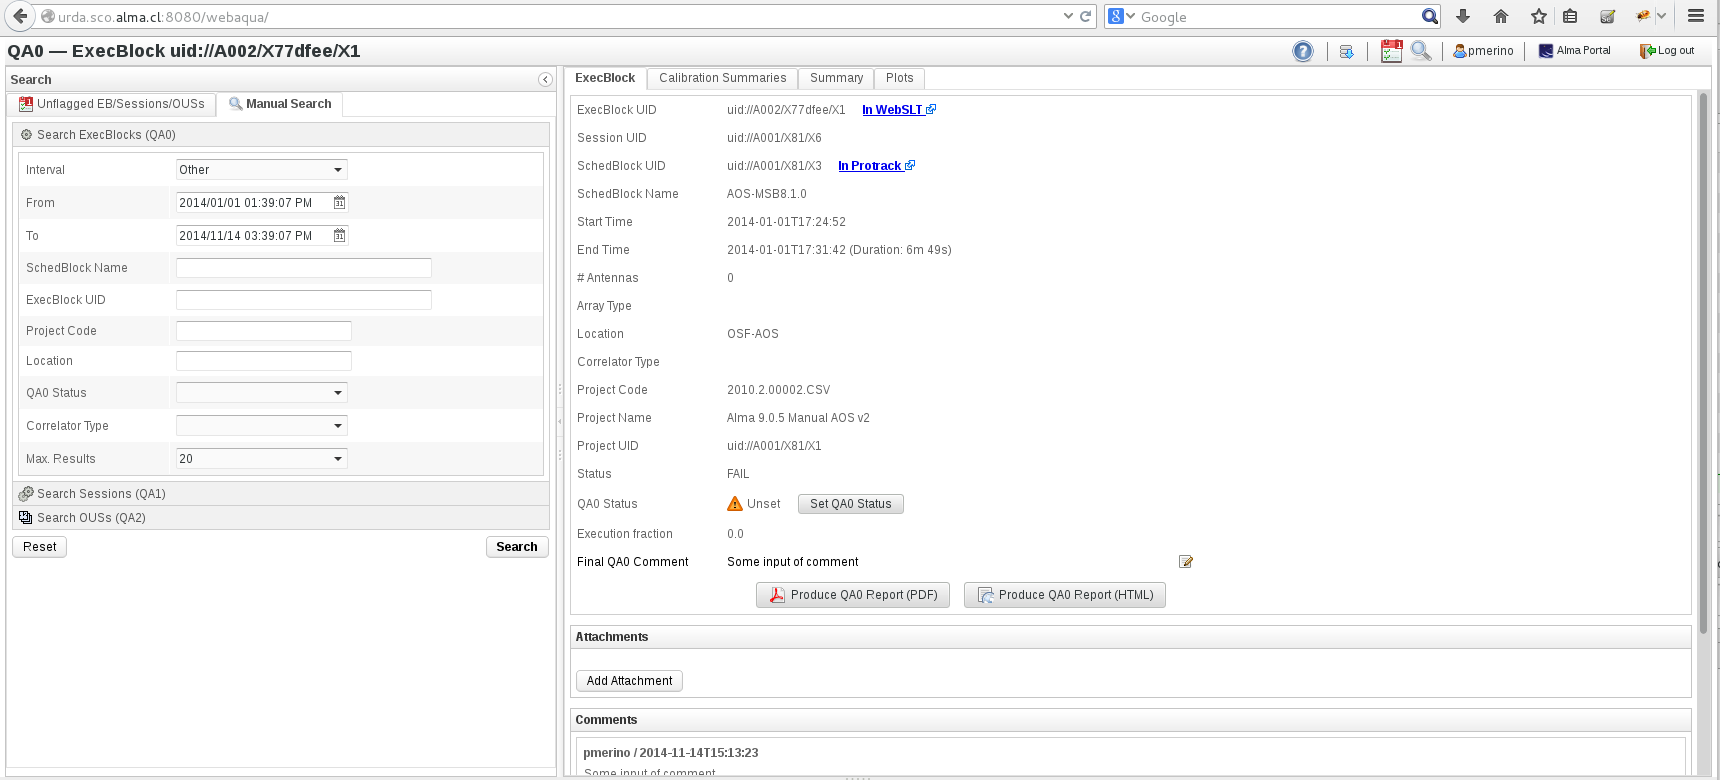 urda.sco.alma.cl:8080/webaqua/
8
Google
QA0 — ExecBlock uid://A002/X77dfee/X1
?
1
pmerino
Alma Portal
Log out
Search
1
Unflagged EB/Sessions/OUSs
Manual Search
Search ExecBlocks (QA0)
Interval
Other
From
2014/01/01 01:39:07 PM
31
To
2014/11/14 03:39:07 PM
31
SchedBlock Name
ExecBlock UID
Project Code
Location
QA0 Status
Correlator Type
Max. Results
20
Search Sessions (QA1)
Search OUSs (QA2)
Reset
Search
ExecBlock
Calibration Summaries
Summary
Plots
ExecBlock UID
uid://A002/X77dfee/X1
In WebSLT
Session UID
uid://A001/X81/X6
SchedBlock UID
uid://A001/X81/X3
In Protrack
SchedBlock Name
AOS-MSB8.1.0
Start Time
2014-01-01T17:24:52
End Time
2014-01-01T17:31:42 (Duration: 6m 49s)
# Antennas
0
Array Type
Location
OSF-AOS
Correlator Type
Project Code
2010.2.00002.CSV
Project Name
Alma 9.0.5 Manual AOS v2
Project UID
uid://A001/X81/X1
Status
FAIL
QA0 Status
Unset
Set QA0 Status
Execution fraction
0.0
Final QA0 Comment
Some input of comment
Produce QA0 Report (PDF)
Produce QA0 Report (HTML)
Attachments
Add Attachment
Comments
pmerino / 2014-11-14T15:13:23
Some input of comment